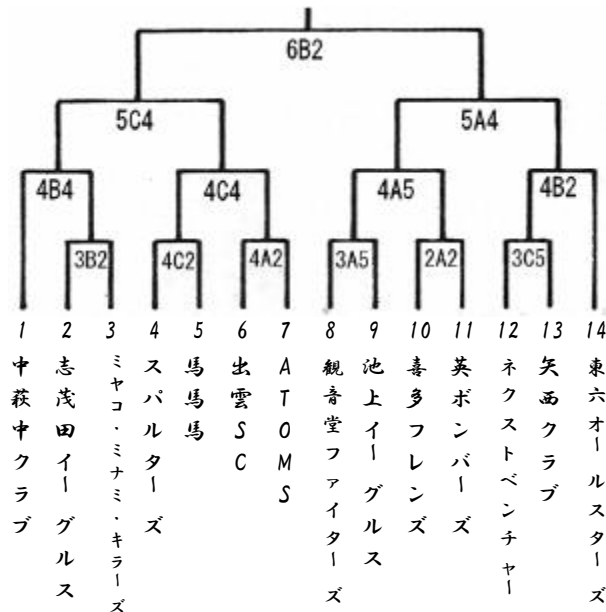 6B2
5C4
5A4
4B4
4C4
4A5
4B2
3B2
4C2
4A2
3A5
2A2
3C5
1 中萩中クラブ
2 志茂田イーグルス
3 ミヤコ・ミナミ・キラーズ
4 スパルターズ
5 馬馬馬
6 出雲SC
7 ATOMS
8 観音堂ファイターズ
9 池上イーグルス
10 喜多フレンズ
11 英ボンバーズ
12 ネクストベンチャー
13 矢西クラブ
14 東六オールスターズ